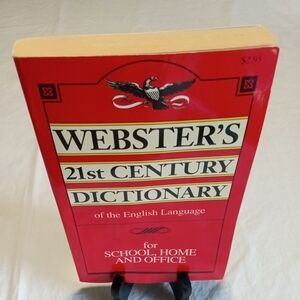 $2.95
WEBSTER'S
21st CENTURY
DICTIONARY
of the English Language
for
SCHOOL, HOME
AND OFFICE